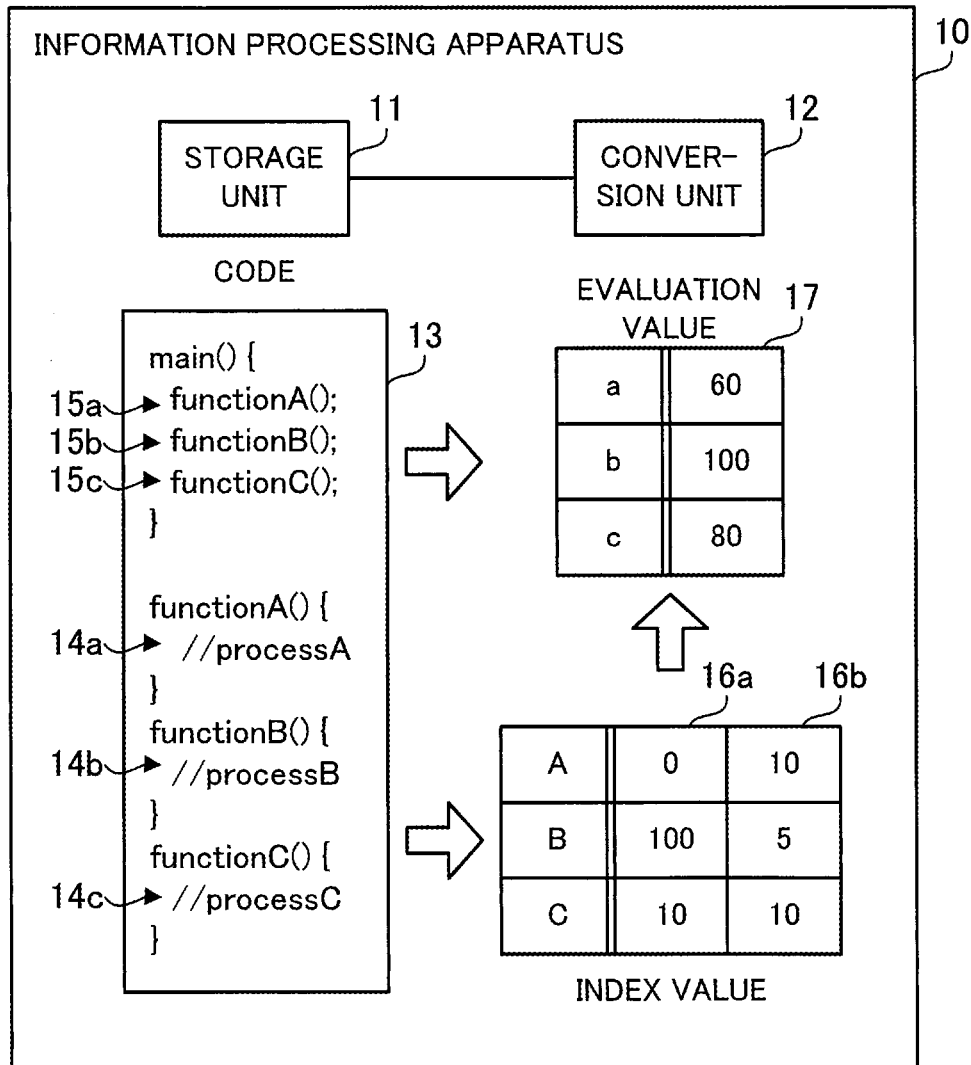 INFORMATION PROCESSING APPARATUS
10
11
12
STORAGE
UNIT
CONVER-
SION UNIT
CODE
13
main() {
15a functionA();
15b functionB();
15c functionC();
}
functionA() {
14a //processA
}
functionB() {
14b //processB
}
functionC() {
14c //processC
}
EVALUATION
VALUE
17
a 60
b 100
c 80
16a 16b
A 0 10
B 100 5
C 10 10
INDEX VALUE